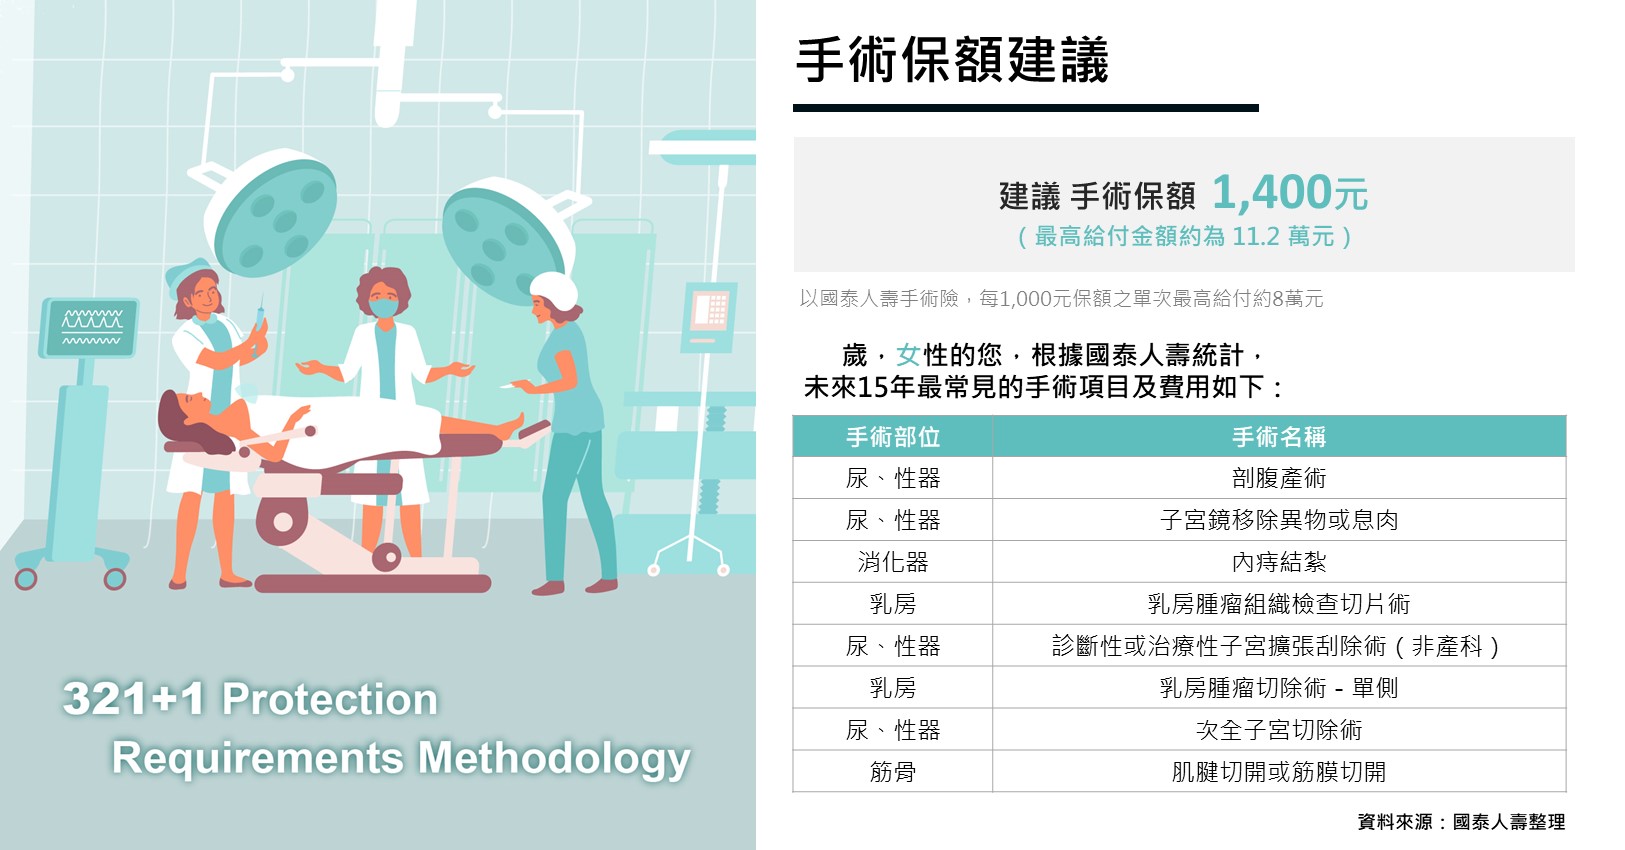 手術保額建議
建議 手術保額 1,400元
（最高給付金額約為 11.2 萬元）
以國泰人壽手術險，每1,000元保額之單次最高給付約8萬元
歲，女性的您，根據國泰人壽統計，
未來15年最常見的手術項目及費用如下：
手術部位 手術名稱
尿、性器 剖腹產術
尿、性器 子宮鏡移除異物或息肉
消化器 內痔結紮
乳房 乳房腫瘤組織檢查切片術
尿、性器 診斷性或治療性子宮擴張刮除術（非產科）
乳房 乳房腫瘤切除術 - 單側
尿、性器 次全子宮切除術
筋骨 肌腱切開或筋膜切開
資料來源：國泰人壽整理
321+1 Protection
Requirements Methodology